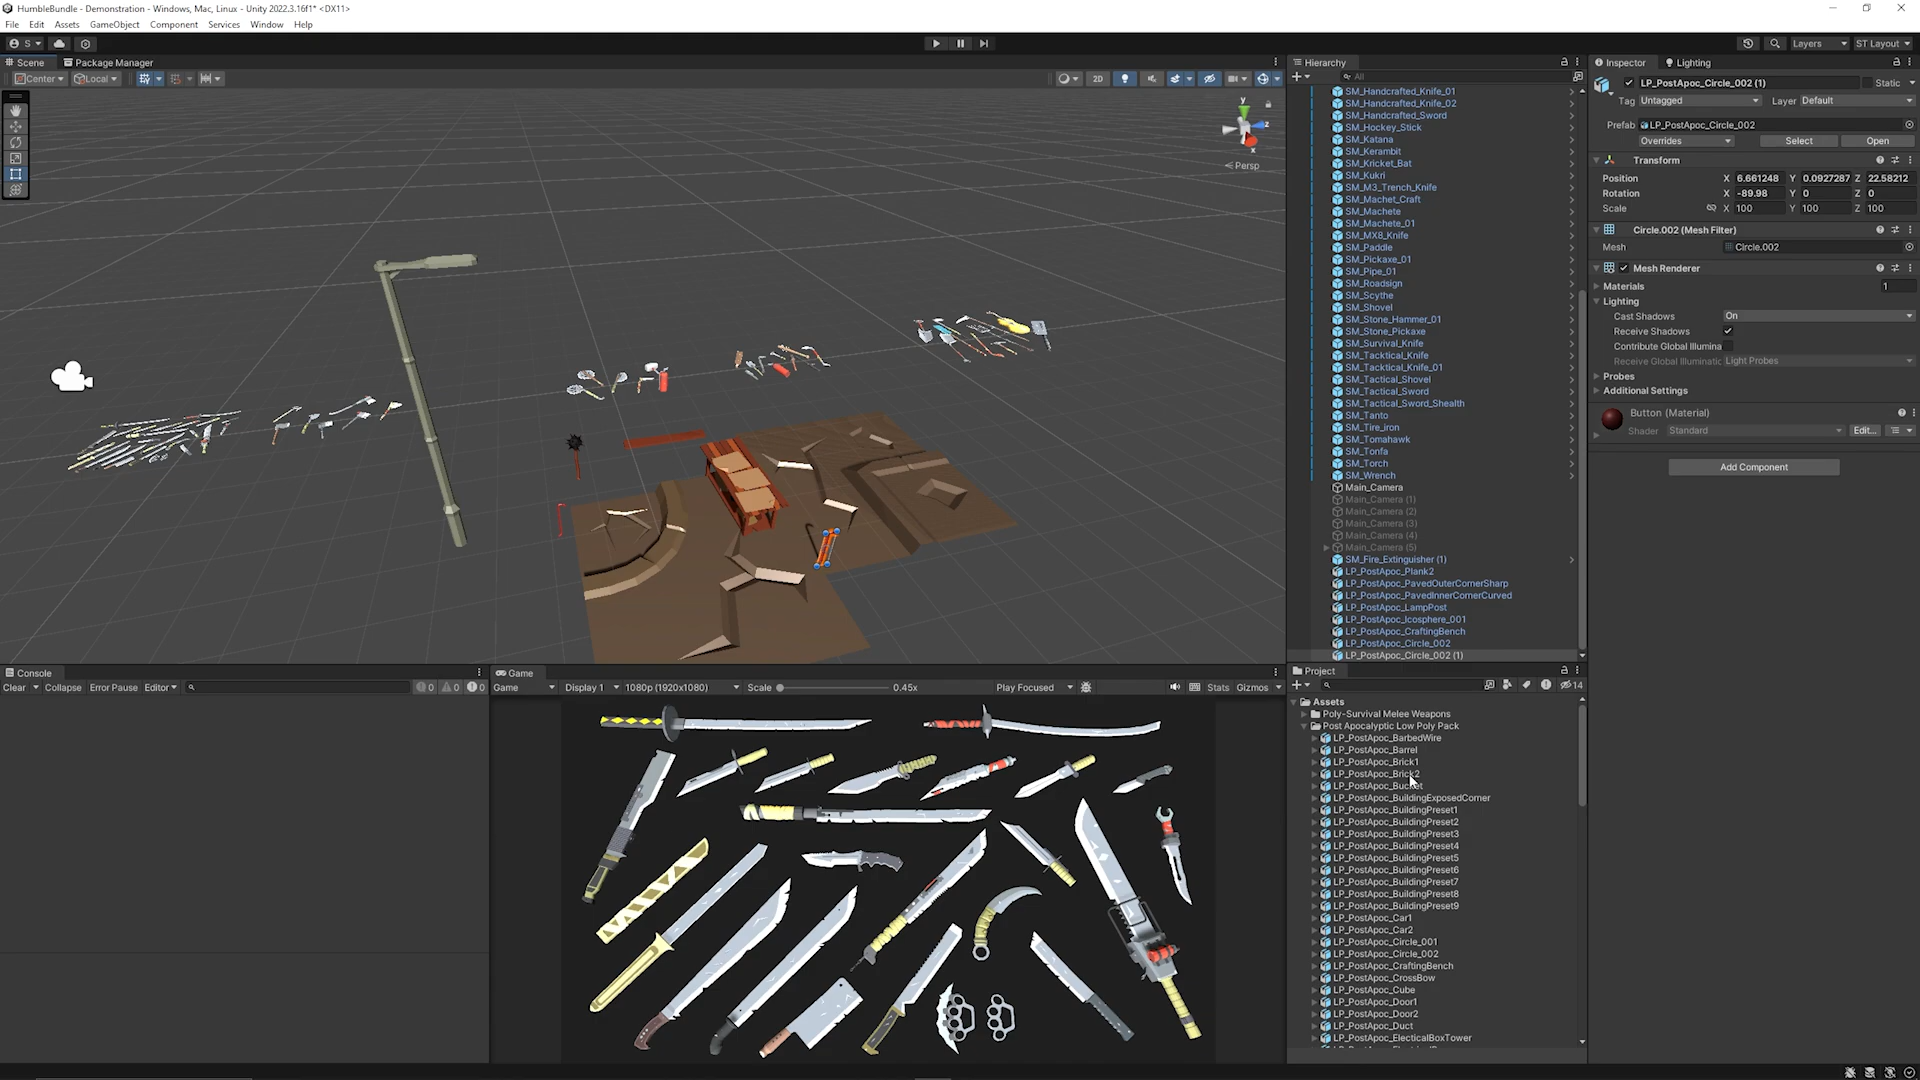 HumbleBundle - Demonstration - Windows, Mac, Linux - Unity 2022.3.16f1* <DX11>
File Edit Assets GameObject Component Services Window Help
S
Layers ST Layout
Scene Package Manager
Center Local
2D
y
z
x
Persp
Hierarchy
All
SM_Handcrafted_Knife_01
SM_Handcrafted_Knife_02
SM_Handcrafted_Sword
SM_Hockey_Stick
SM_Katana
SM_Kerambit
SM_Kricket_Bat
SM_Kukri
SM_M3_Trench_Knife
SM_Machet_Craft
SM_Machete
SM_Machete_01
SM_MX8_Knife
SM_Paddle
SM_Pickaxe_01
SM_Pipe_01
SM_Roadsign
SM_Scythe
SM_Shovel
SM_Stone_Hammer_01
SM_Stone_Pickaxe
SM_Survival_Knife
SM_Tacktical_Knife
SM_Tacktical_Knife_01
SM_Tactical_Shovel
SM_Tactical_Sword
SM_Tactical_Sword_Shealth
SM_Tanto
SM_Tire_iron
SM_Tomahawk
SM_Tonfa
SM_Torch
SM_Wrench
Main_Camera
Main_Camera (1)
Main_Camera (2)
Main_Camera (3)
Main_Camera (4)
Main_Camera (5)
SM_Fire_Extinguisher (1)
LP_PostApoc_Plank2
LP_PostApoc_PavedOuterCornerSharp
LP_PostApoc_PavedInnerCornerCurved
LP_PostApoc_LampPost
LP_PostApoc_Icosphere_001
LP_PostApoc_CraftingBench
LP_PostApoc_Circle_002
LP_PostApoc_Circle_002 (1)
Inspector Lighting
LP_PostApoc_Circle_002 (1) Static
Tag Untagged Layer Default
Prefab LP_PostApoc_Circle_002
Overrides Select Open
Transform
Position X 6.661248 Y 0.0927287 Z 22.58212
Rotation X -89.98 Y 0 Z 0
Scale X 100 Y 100 Z 100
Circle.002 (Mesh Filter)
Mesh Circle.002
Mesh Renderer
Materials 1
Lighting
Cast Shadows On
Receive Shadows
Contribute Global Illumina
Receive Global Illuminatic Light Probes
Probes
Additional Settings
Button (Material)
Shader Standard Edit...
Add Component
Console
Clear Collapse Error Pause Editor 0 0 0
Game
Game Display 1 1080p (1920x1080) Scale 0.45x Play Focused Stats Gizmos
Project
14
Assets
Poly-Survival Melee Weapons
Post Apocalyptic Low Poly Pack
LP_PostApoc_BarbedWire
LP_PostApoc_Barrel
LP_PostApoc_Brick1
LP_PostApoc_Brick2
LP_PostApoc_Bucket
LP_PostApoc_BuildingExposedCorner
LP_PostApoc_BuildingPreset1
LP_PostApoc_BuildingPreset2
LP_PostApoc_BuildingPreset3
LP_PostApoc_BuildingPreset4
LP_PostApoc_BuildingPreset5
LP_PostApoc_BuildingPreset6
LP_PostApoc_BuildingPreset7
LP_PostApoc_BuildingPreset8
LP_PostApoc_BuildingPreset9
LP_PostApoc_Car1
LP_PostApoc_Car2
LP_PostApoc_Circle_001
LP_PostApoc_Circle_002
LP_PostApoc_CraftingBench
LP_PostApoc_CrossBow
LP_PostApoc_Cube
LP_PostApoc_Door1
LP_PostApoc_Door2
LP_PostApoc_Duct
LP_PostApoc_ElecticalBoxTower